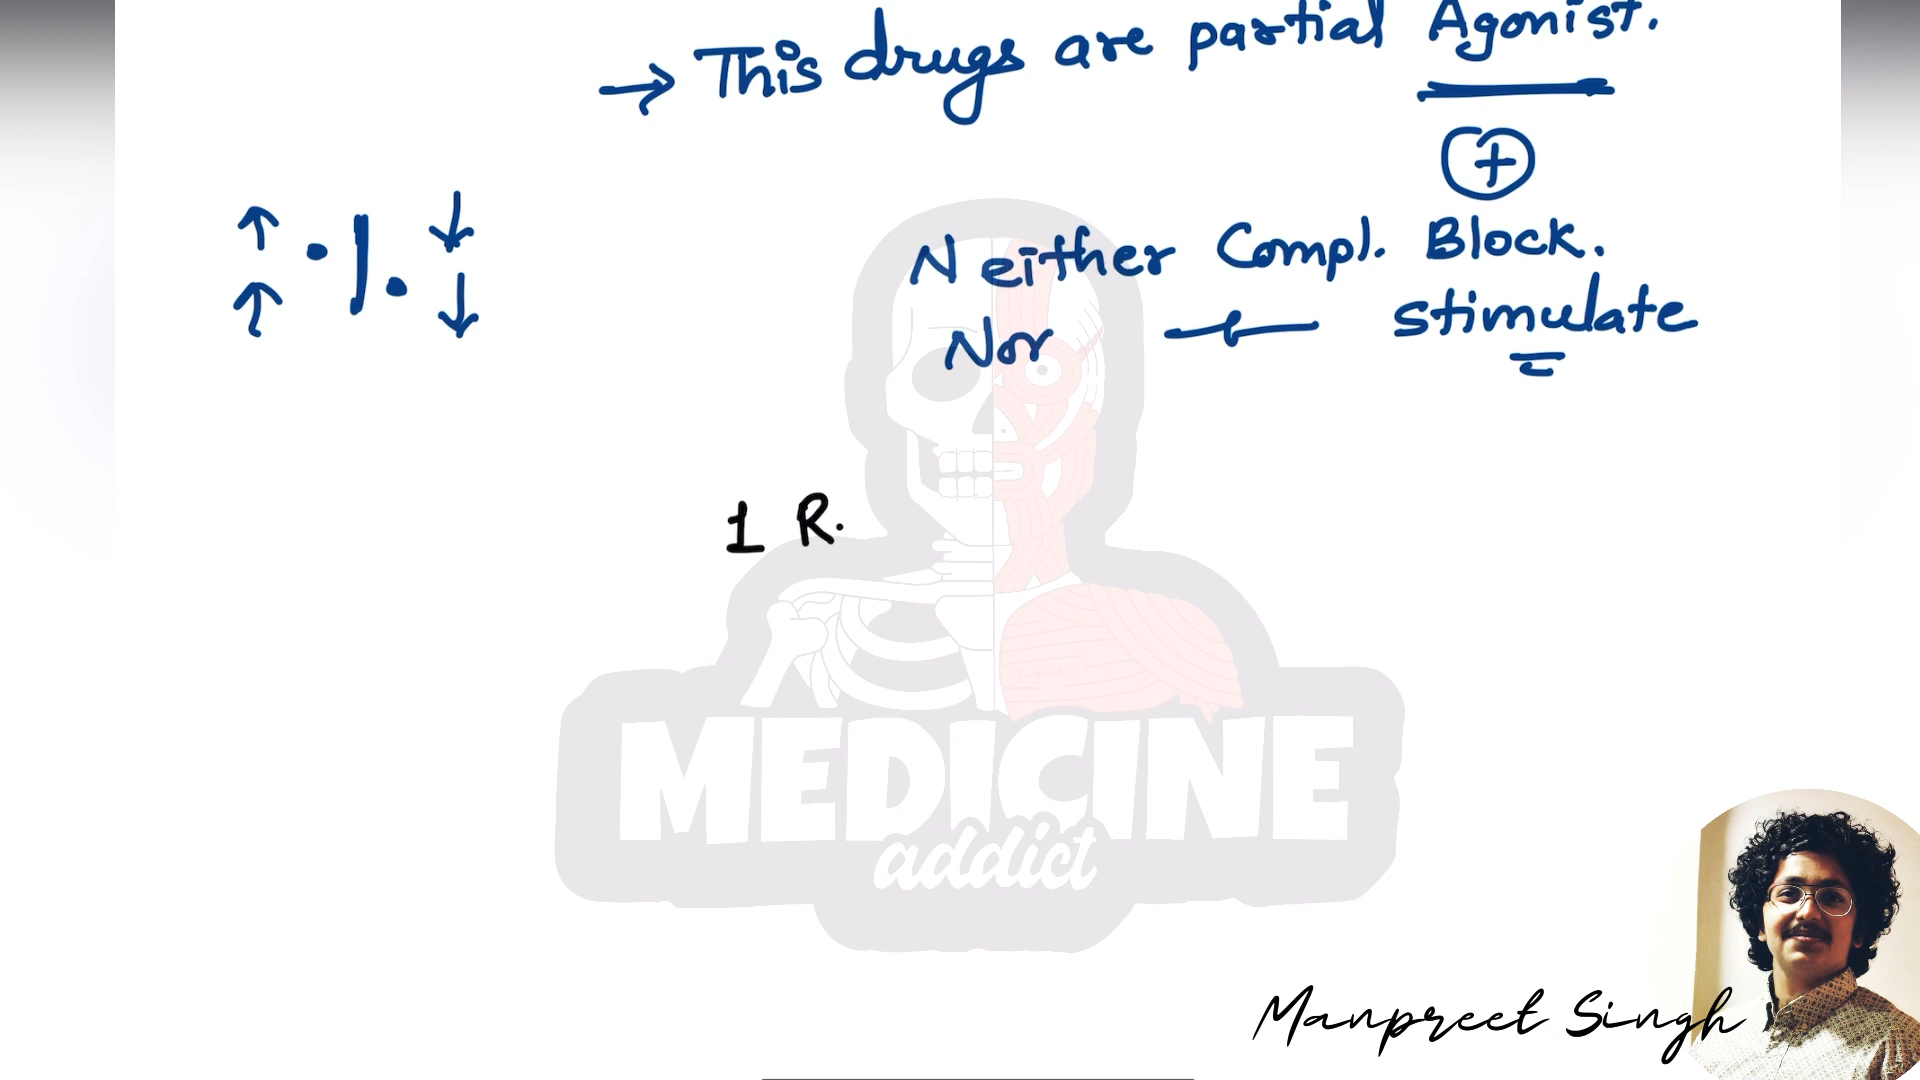 → This drugs are partial Agonist.
+
↑ ↑ •|• ↓ ↓
Neither Compl. Block.
Nor —〃— stimulate
1 R.
MEDICINE
addict
Manpreet Singh